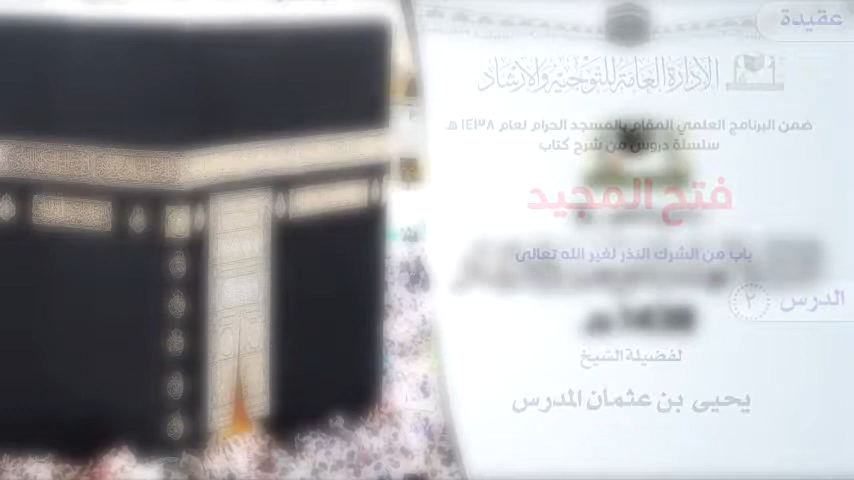 عقيدة
الإدارة العامة للتوجيه والإرشاد
ضمن البرنامج العلمي المقام بالمسجد الحرام لعام ١٤٣٨ هـ
سلسلة دروس من شرح كتاب
فتح المجيد
باب من الشرك النذر لغير الله تعالى
الدرس ٢
لفضيلة الشيخ
يحيى بن عثمان المدرس